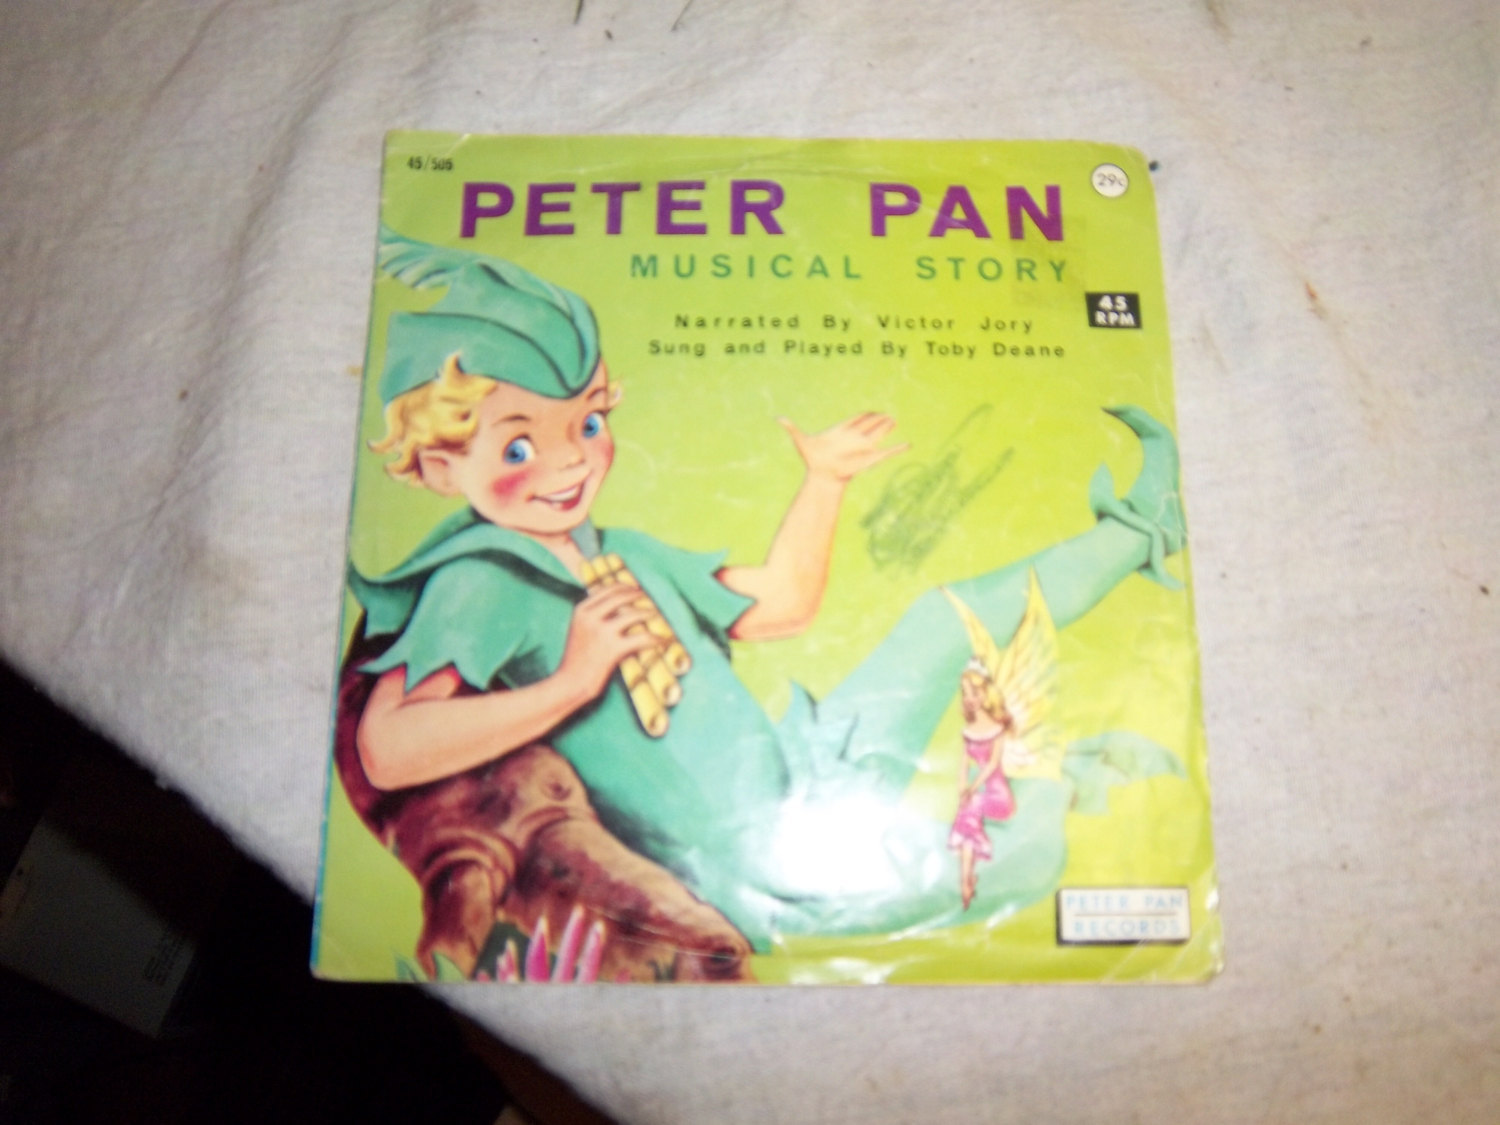 45/505
PETER PAN
29c
MUSICAL STORY
45
RPM
Narrated By Victor Jory
Sung and Played By Toby Deane
PETER PAN
RECORDS